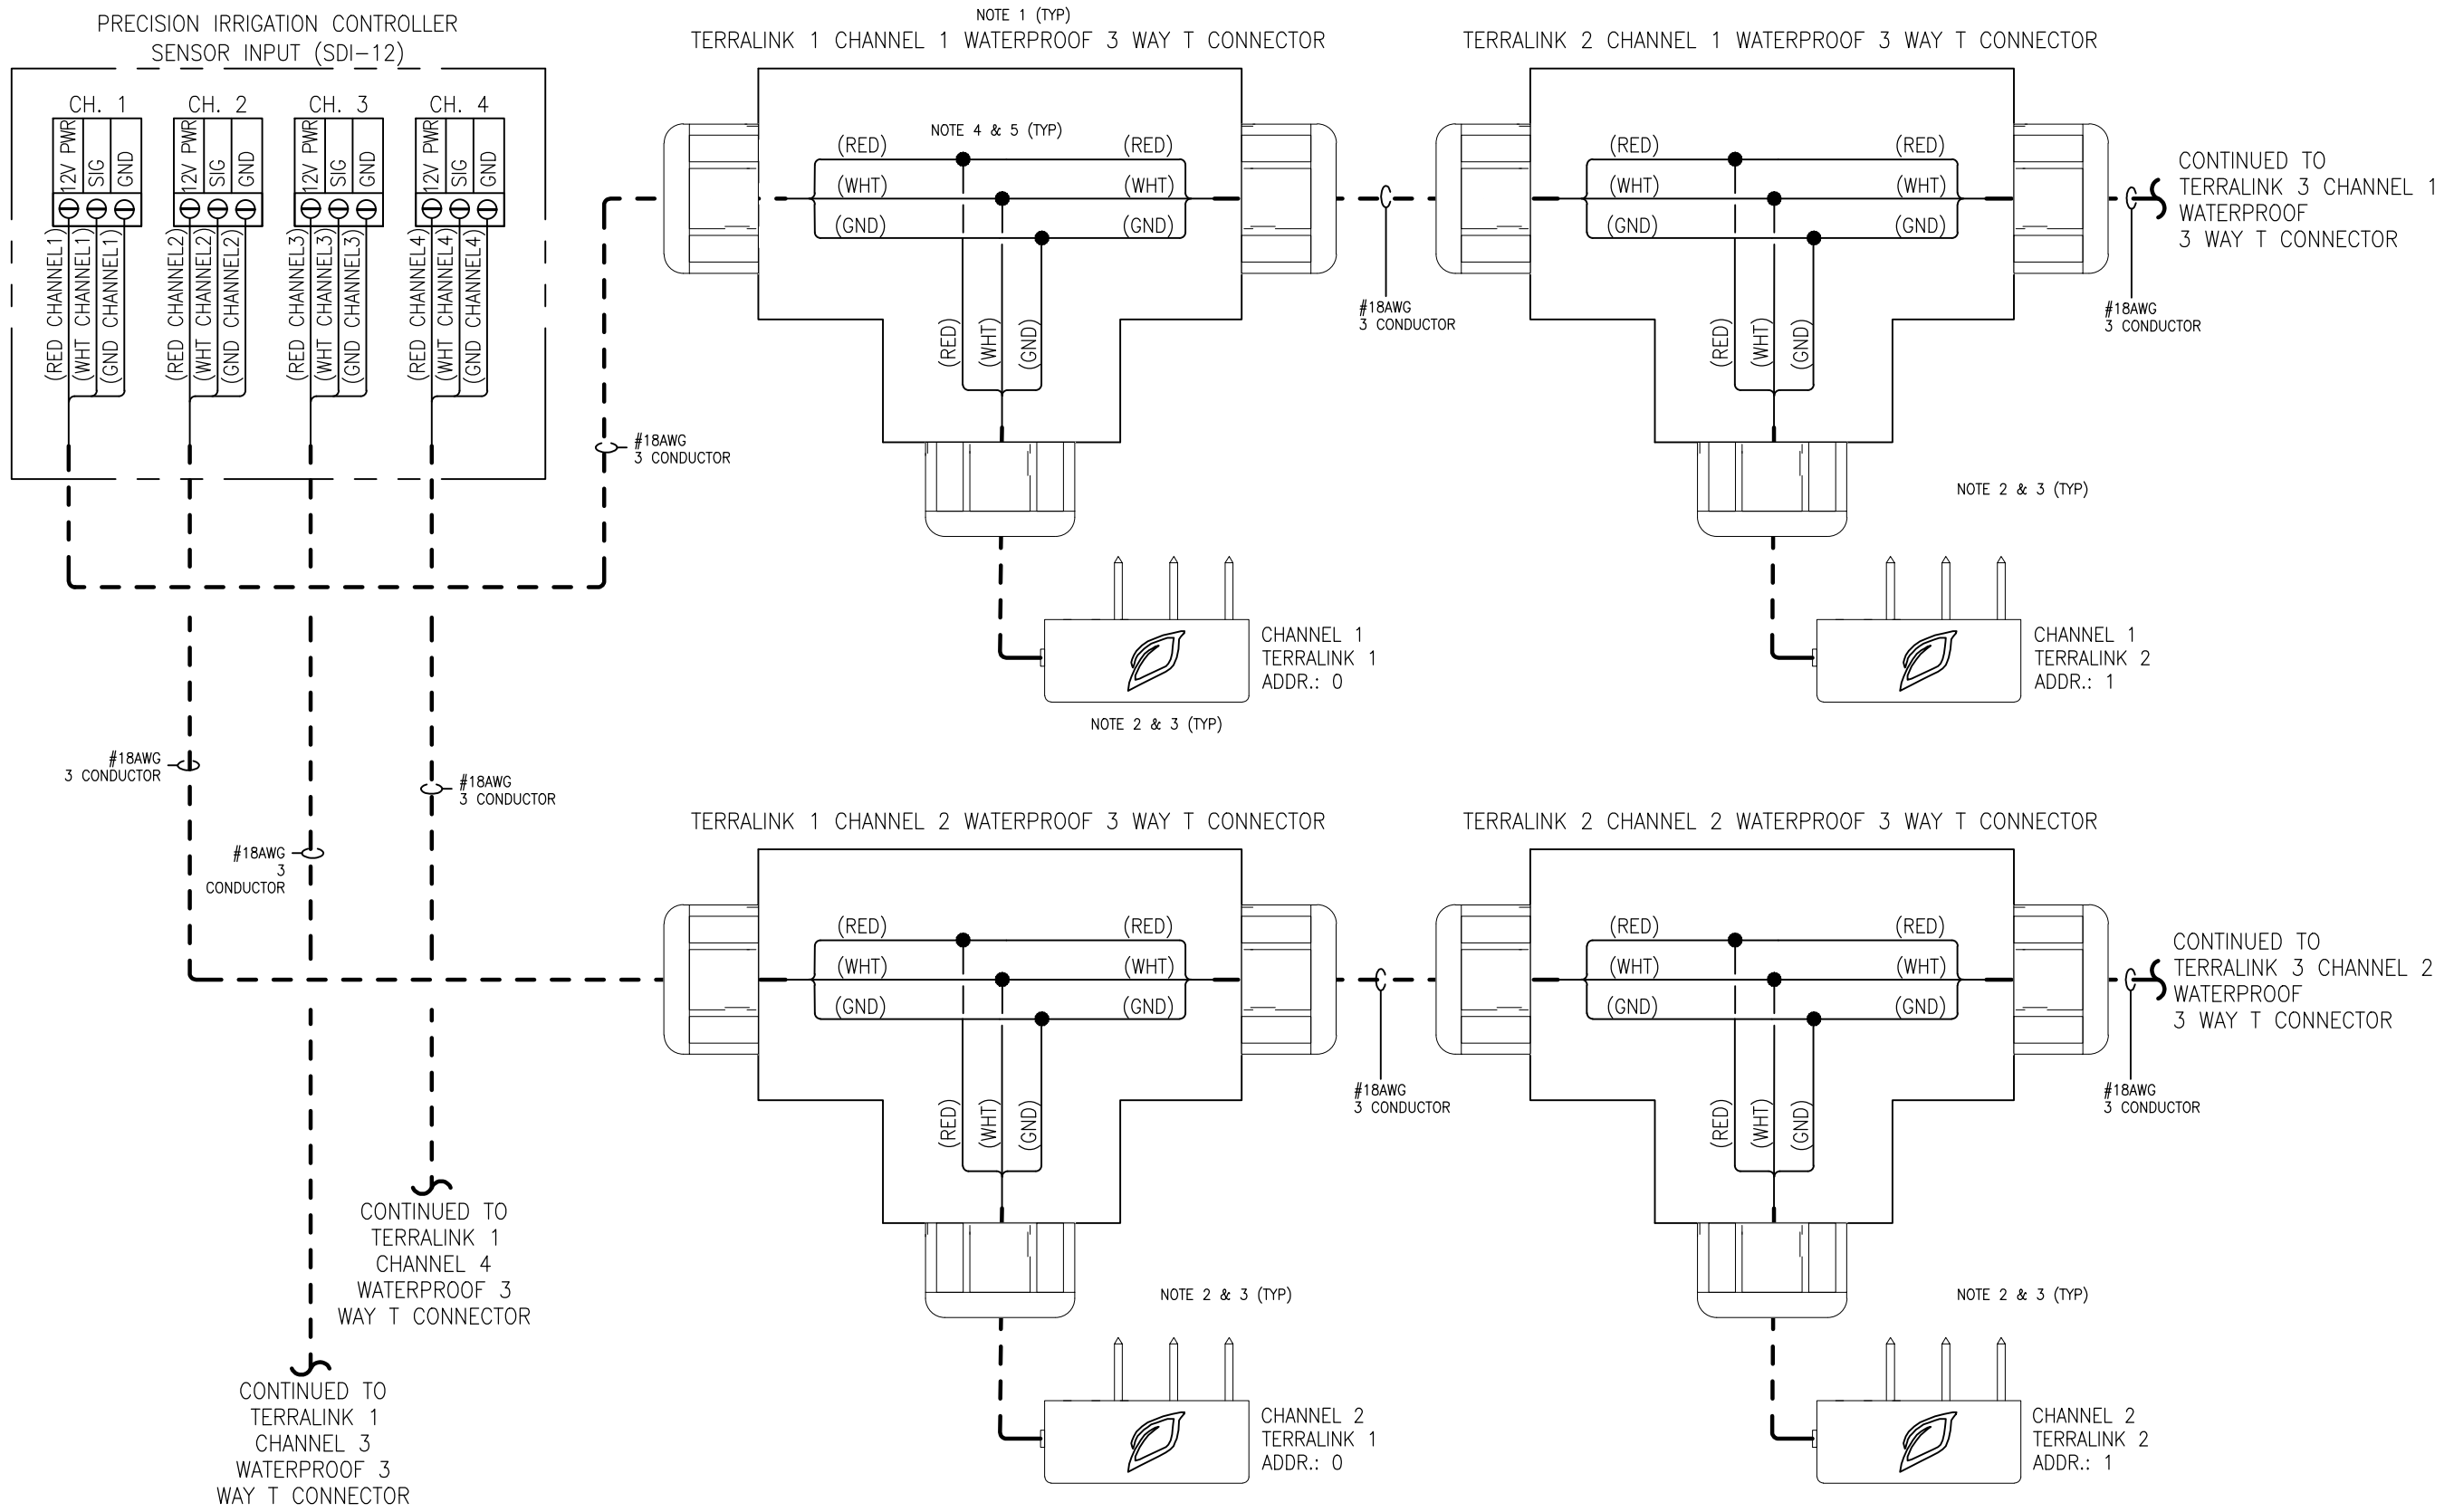 PRECISION IRRIGATION CONTROLLER
SENSOR INPUT (SDI-12)
CH. 1
CH. 2
CH. 3
CH. 4
12V PWR
SIG
GND
12V PWR
SIG
GND
12V PWR
SIG
GND
12V PWR
SIG
GND
(RED CHANNEL1)
(WHT CHANNEL1)
(GND CHANNEL1)
(RED CHANNEL2)
(WHT CHANNEL2)
(GND CHANNEL2)
(RED CHANNEL3)
(WHT CHANNEL3)
(GND CHANNEL3)
(RED CHANNEL4)
(WHT CHANNEL4)
(GND CHANNEL4)
#18AWG
3 CONDUCTOR
NOTE 1 (TYP)
TERRALINK 1 CHANNEL 1 WATERPROOF 3 WAY T CONNECTOR
NOTE 4 & 5 (TYP)
(RED)
(RED)
(WHT)
(WHT)
(GND)
(GND)
(RED)
(WHT)
(GND)
#18AWG
3 CONDUCTOR
CHANNEL 1
TERRALINK 1
ADDR.: 0
NOTE 2 & 3 (TYP)
TERRALINK 2 CHANNEL 1 WATERPROOF 3 WAY T CONNECTOR
(RED)
(RED)
(WHT)
(WHT)
(GND)
(GND)
(RED)
(WHT)
(GND)
CONTINUED TO
TERRALINK 3 CHANNEL 1
WATERPROOF
3 WAY T CONNECTOR
#18AWG
3 CONDUCTOR
NOTE 2 & 3 (TYP)
CHANNEL 1
TERRALINK 2
ADDR.: 1
#18AWG
3 CONDUCTOR
#18AWG
3
CONDUCTOR
#18AWG
3 CONDUCTOR
TERRALINK 1 CHANNEL 2 WATERPROOF 3 WAY T CONNECTOR
(RED)
(RED)
(WHT)
(WHT)
(GND)
(GND)
(RED)
(WHT)
(GND)
#18AWG
3 CONDUCTOR
NOTE 2 & 3 (TYP)
CHANNEL 2
TERRALINK 1
ADDR.: 0
TERRALINK 2 CHANNEL 2 WATERPROOF 3 WAY T CONNECTOR
(RED)
(RED)
(WHT)
(WHT)
(GND)
(GND)
(RED)
(WHT)
(GND)
CONTINUED TO
TERRALINK 3 CHANNEL 2
WATERPROOF
3 WAY T CONNECTOR
#18AWG
3 CONDUCTOR
NOTE 2 & 3 (TYP)
CHANNEL 2
TERRALINK 2
ADDR.: 1
CONTINUED TO
TERRALINK 1
CHANNEL 4
WATERPROOF 3
WAY T CONNECTOR
CONTINUED TO
TERRALINK 1
CHANNEL 3
WATERPROOF 3
WAY T CONNECTOR